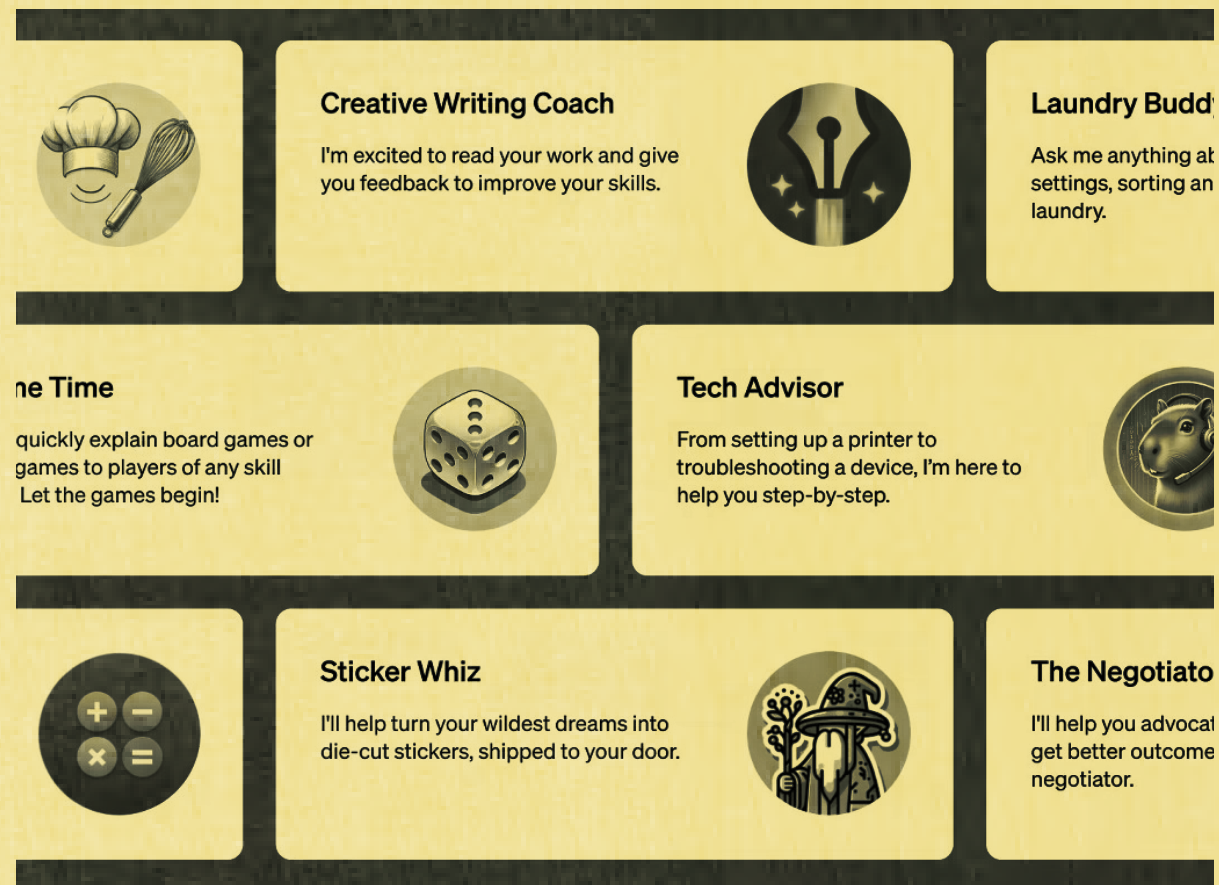 Creative Writing Coach
I'm excited to read your work and give
you feedback to improve your skills.
Laundry
Ask me anything
settings, sorting
laundry.
Time
quickly explain board games or
games to players of any skill
Let the games begin!
Tech Advisor
From setting up a printer to
troubleshooting a device, I’m here to
help you step-by-step.
Sticker Whiz
I'll help turn your wildest dreams into
die-cut stickers, shipped to your door.
The
I'll help you
get better
negotiator.